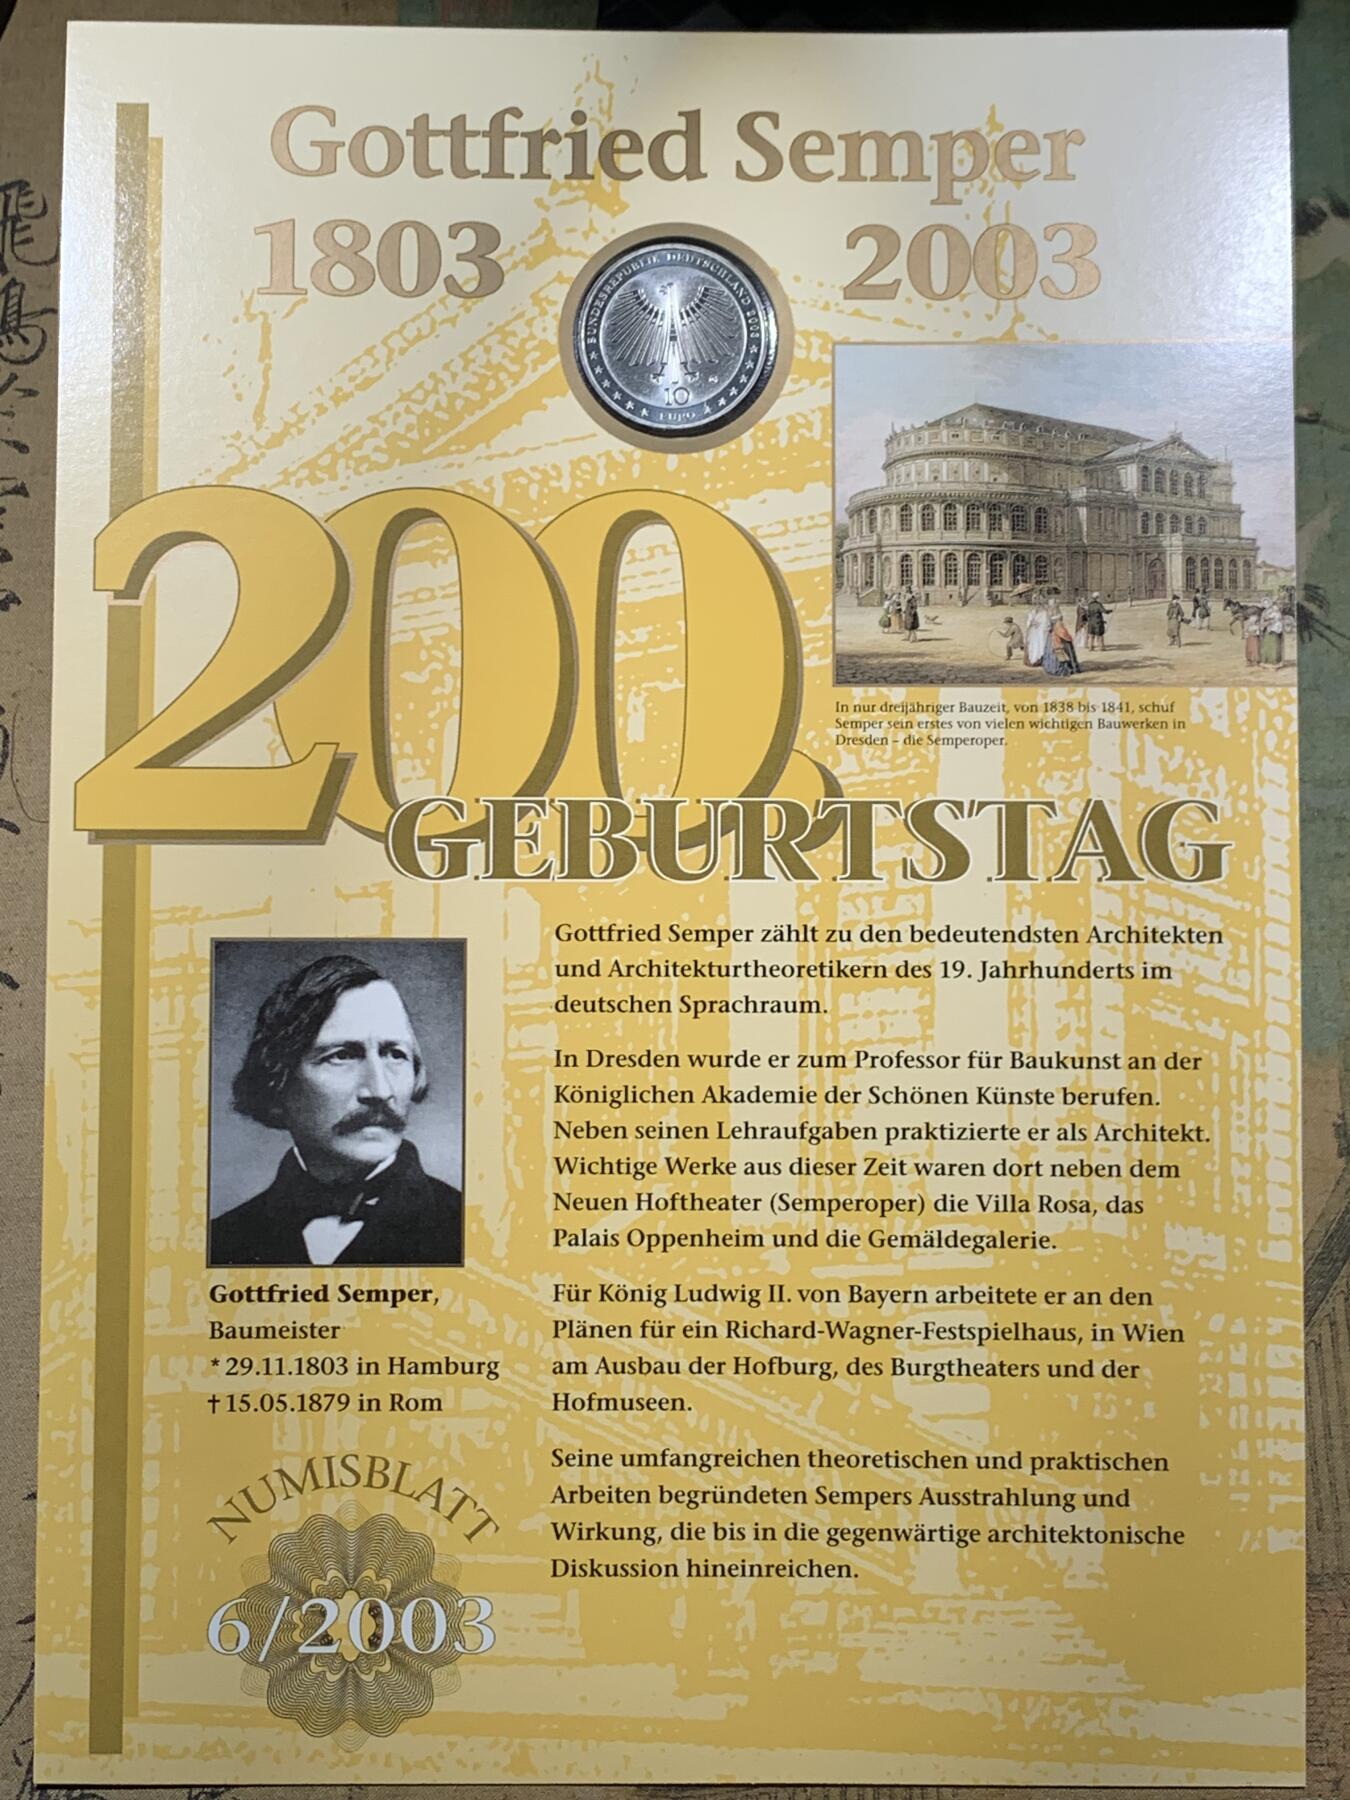 Gottfried Semper
1803 2003
BUNDESREPUBLIK DEUTSCHLAND 2003
10
EURO
In nur dreijähriger Bauzeit, von 1838 bis 1841, schuf
Semper sein erstes von vielen wichtigen Bauwerken in
Dresden – die Semperoper.
200.
GEBURTSTAG
Gottfried Semper zählt zu den bedeutendsten Architekten
und Architekturtheoretikern des 19. Jahrhunderts im
deutschen Sprachraum.
In Dresden wurde er zum Professor für Baukunst an der
Königlichen Akademie der Schönen Künste berufen.
Neben seinen Lehraufgaben praktizierte er als Architekt.
Wichtige Werke aus dieser Zeit waren dort neben dem
Neuen Hoftheater (Semperoper) die Villa Rosa, das
Palais Oppenheim und die Gemäldegalerie.
Für König Ludwig II. von Bayern arbeitete er an den
Plänen für ein Richard-Wagner-Festspielhaus, in Wien
am Ausbau der Hofburg, des Burgtheaters und der
Hofmuseen.
Seine umfangreichen theoretischen und praktischen
Arbeiten begründeten Sempers Ausstrahlung und
Wirkung, die bis in die gegenwärtige architektonische
Diskussion hineinreichen.
Gottfried Semper,
Baumeister
* 29.11.1803 in Hamburg
† 15.05.1879 in Rom
NUMISBLATT
6/2003